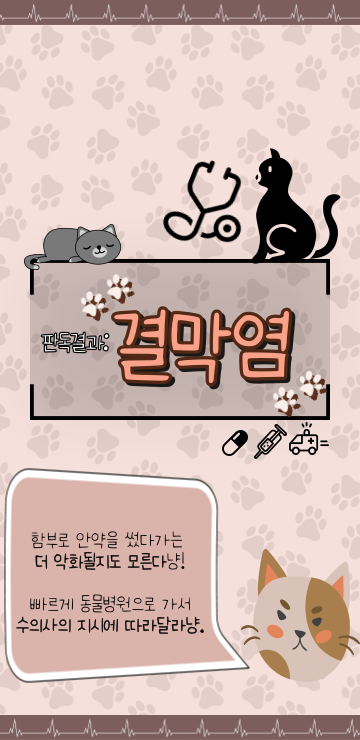 판독결과: 결막염
함부로 안약을 썼다가는
더 악화될지도 모른다냥!
빠르게 동물병원으로 가서
수의사의 지시에 따라달라냥.